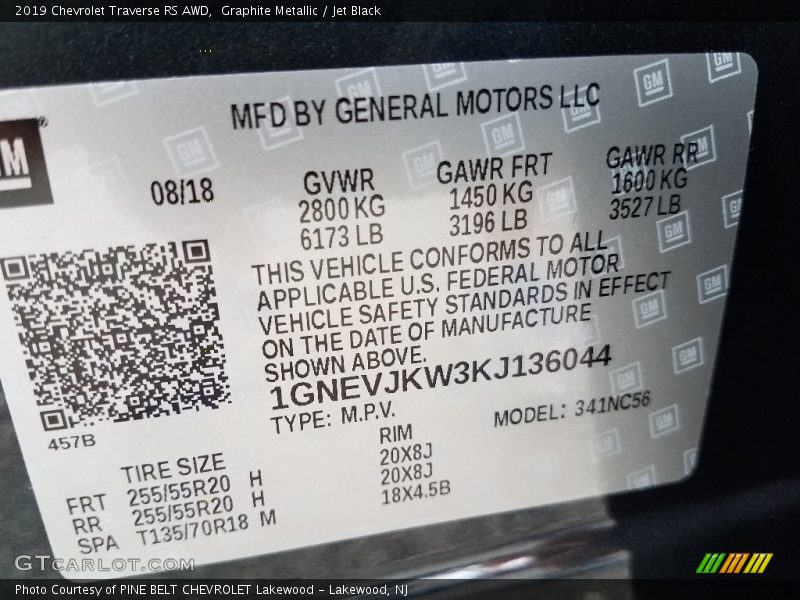 2019 Chevrolet Traverse RS AWD, Graphite Metallic / Jet Black
MFD BY GENERAL MOTORS LLC
GM
08/18
GVWR
2800 KG
6173 LB
GAWR FRT
1450 KG
3196 LB
GAWR RR
1600 KG
3527 LB
THIS VEHICLE CONFORMS TO ALL
APPLICABLE U.S. FEDERAL MOTOR
VEHICLE SAFETY STANDARDS IN EFFECT
ON THE DATE OF MANUFACTURE
SHOWN ABOVE.
1GNEVJKW3KJ136044
TYPE: M.P.V.
MODEL: 341NC56
457B
TIRE SIZE
RIM
FRT 255/55R20 H 20X8J
RR 255/55R20 H 20X8J
SPA T135/70R18 M 18X4.5B
GTCARLOT.COM
Photo Courtesy of PINE BELT CHEVROLET Lakewood - Lakewood, NJ